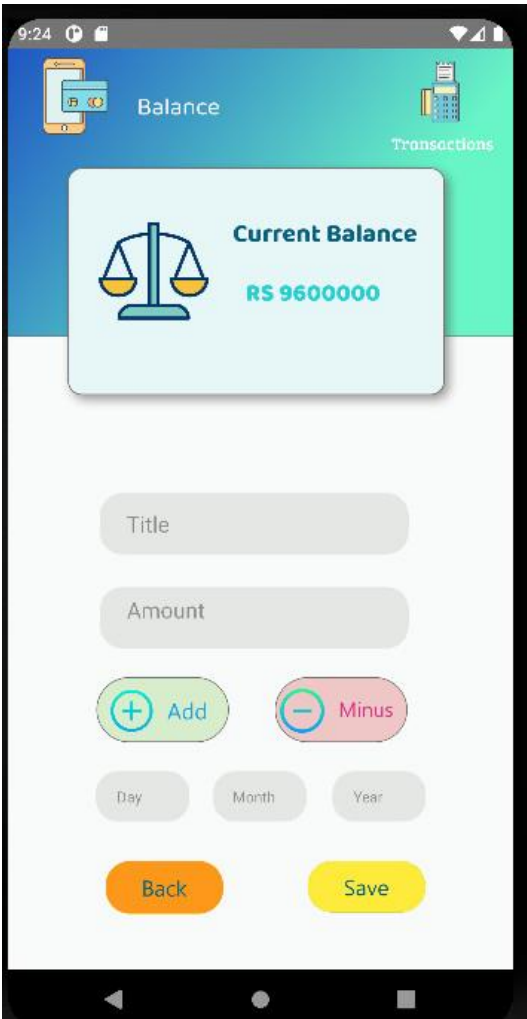 9:24
Balance
Transactions
Current Balance
RS 9600000
Title
Amount
Add
Minus
Day
Month
Year
Back
Save